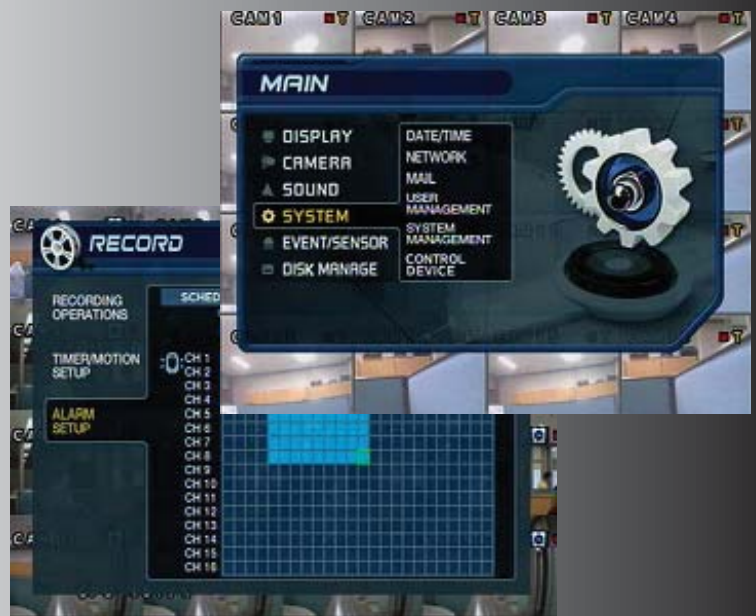 CAM1 T CAM2 T CAM3 T CAM4 T
MAIN
DISPLAY
CAMERA
SOUND
SYSTEM
EVENT/SENSOR
DISK MANAGE
DATE/TIME
NETWORK
MAIL
USER
MANAGEMENT
SYSTEM
MANAGEMENT
CONTROL
DEVICE
T
T
T
RECORD
RECORDING
OPERATIONS
TIMER/MOTION
SETUP
ALARM
SETUP
SCHED
CH 1
CH 2
CH 3
CH 4
CH 5
CH 6
CH 7
CH 8
CH 9
CH 10
CH 11
CH 12
CH 13
CH 14
CH 15
CH 16